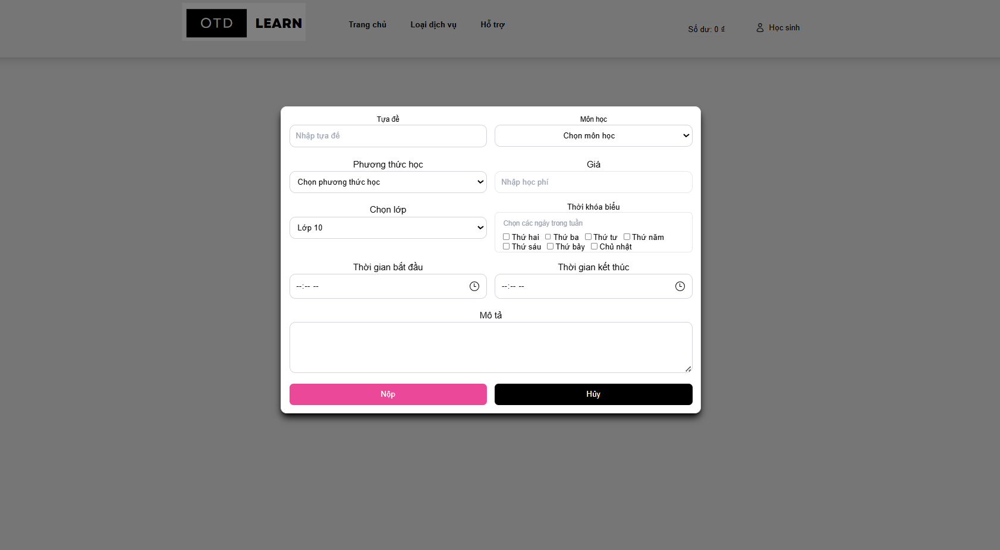 OTD LEARN
Trang chủ Loại dịch vụ Hỗ trợ Số dư: 0 ₫ Học sinh
Tựa đề Môn học
Nhập tựa đề Chọn môn học
Phương thức học Giá
Chọn phương thức học Nhập học phí
Chọn lớp Thời khóa biểu
Lớp 10 Chọn các ngày trong tuần
Thứ hai Thứ ba Thứ tư Thứ năm
Thứ sáu Thứ bảy Chủ nhật
Thời gian bắt đầu Thời gian kết thúc
--:-- -- --:-- --
Mô tả
Nộp Hủy